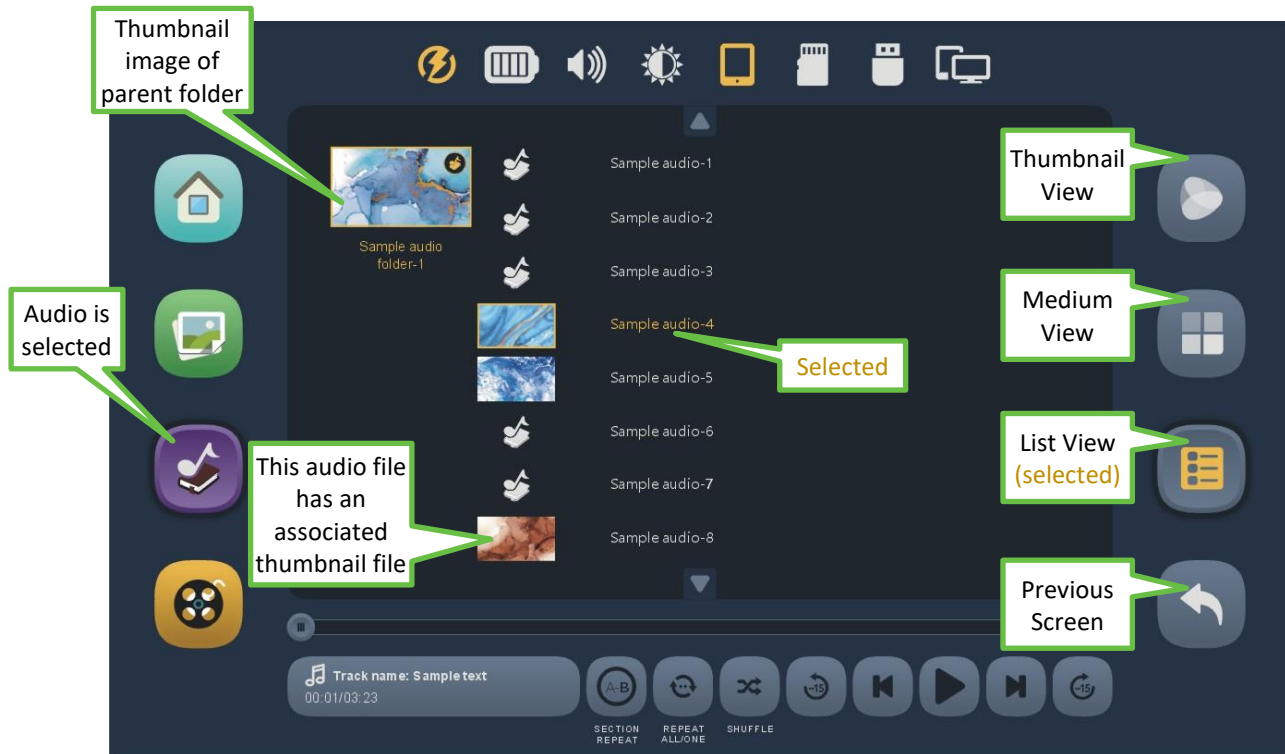 Thumbnail
image of
parent folder
Sample audio
folder-1
Sample audio-1
Sample audio-2
Sample audio-3
Sample audio-4
Sample audio-5
Sample audio-6
Sample audio-7
Sample audio-8
Selected
Audio is
selected
This audio file
has an
associated
thumbnail file
Thumbnail
View
Medium
View
List View
(selected)
Previous
Screen
Track name: Sample text
00:01/03:23
A-B
-15
-15
SECTION
REPEAT
REPEAT
ALL/ONE
SHUFFLE